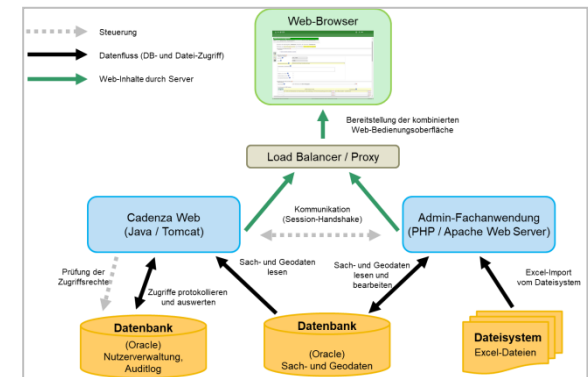 Web-Browser
Steuerung
Datenfluss (DB- und Datei-Zugriff)
Web-Inhalte durch Server
Bereitstellung der kombinierten
Web-Bedienungsoberfläche
Load Balancer / Proxy
Cadenza Web
(Java / Tomcat)
Kommunikation
(Session-Handshake)
Admin-Fachanwendung
(PHP / Apache Web Server)
Prüfung der
Zugriffsrechte
Zugriffe protokollieren
und auswerten
Sach- und Geodaten
lesen
Sach- und Geodaten
lesen und
bearbeiten
Excel-Import
vom Dateisystem
Datenbank
(Oracle)
Nutzerverwaltung,
Auditlog
Datenbank
(Oracle)
Sach- und Geodaten
Dateisystem
Excel-Dateien